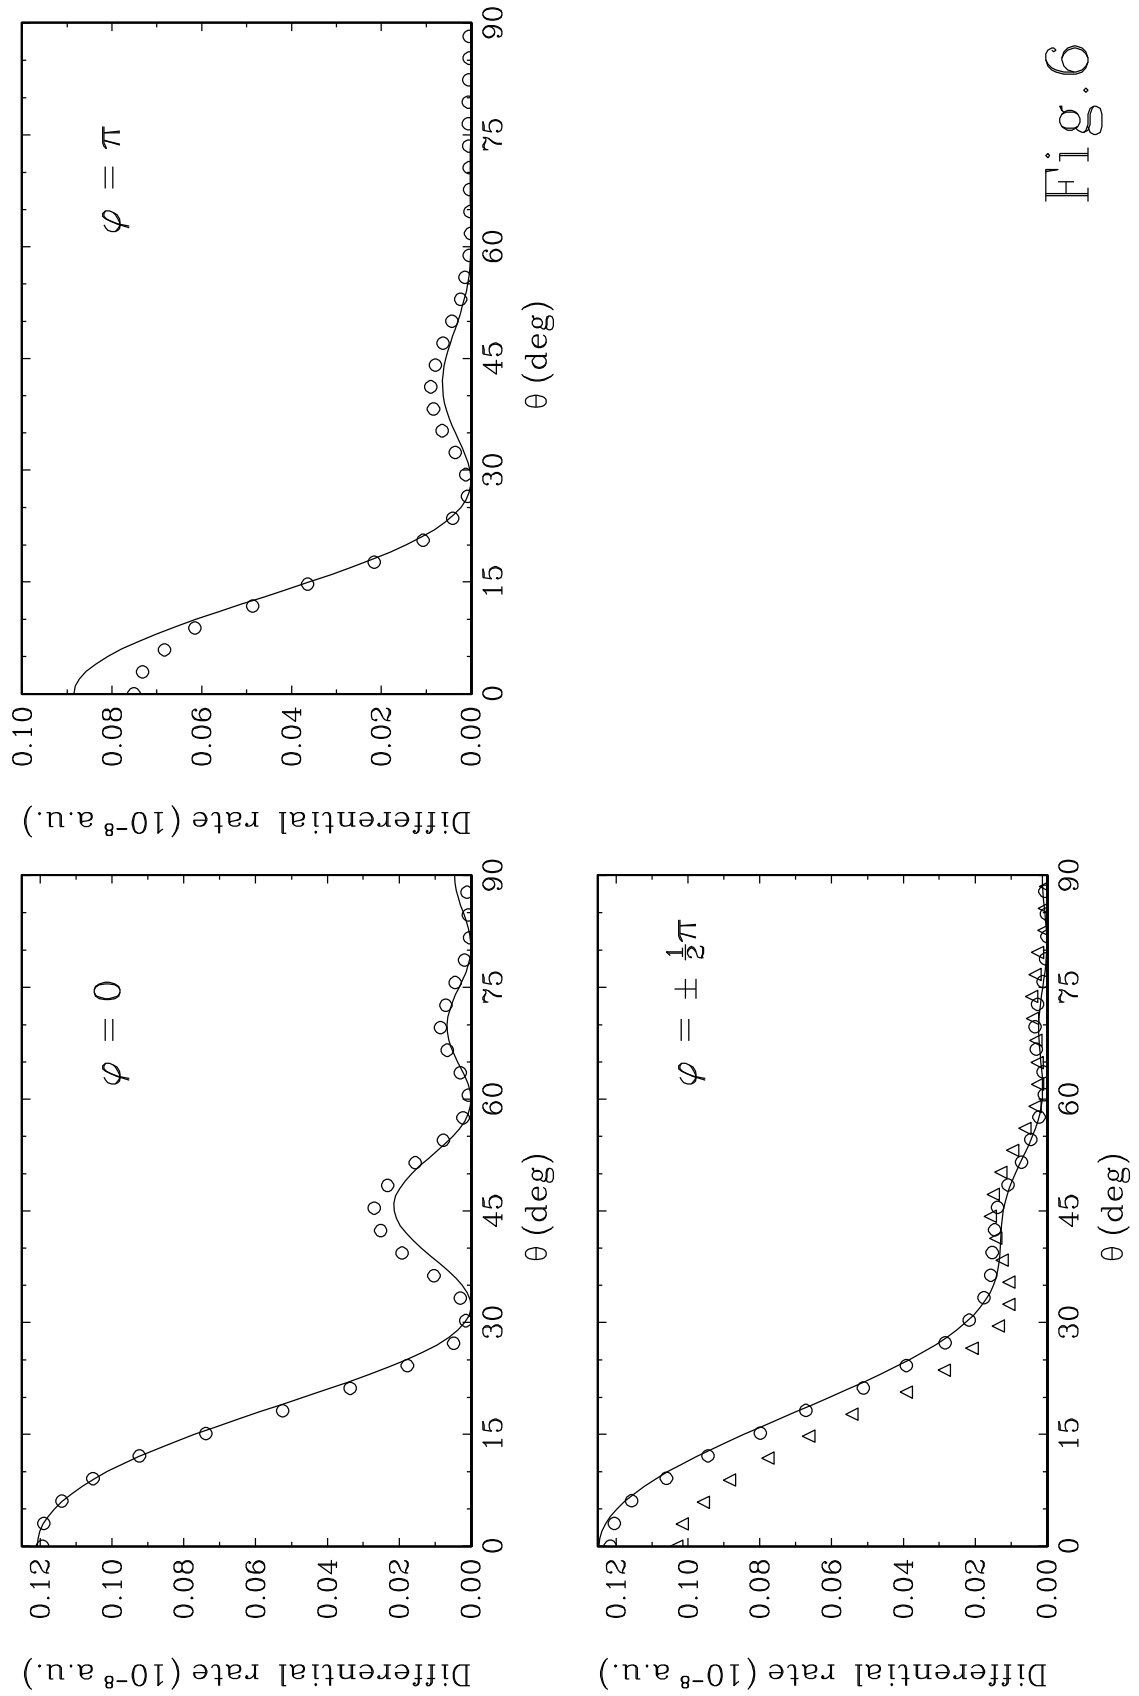 φ = 0
0.12
0.10
0.08
0.06
0.04
0.02
0.00
Differential rate (10⁻⁸ a.u.)
0 15 30 45 60 75 90
θ (deg)
φ = π
0.10
0.08
0.06
0.04
0.02
0.00
Differential rate (10⁻⁸ a.u.)
0 15 30 45 60 75 90
θ (deg)
φ = ± ½π
0.12
0.10
0.08
0.06
0.04
0.02
0.00
Differential rate (10⁻⁸ a.u.)
0 15 30 45 60 75 90
θ (deg)
Fig.6